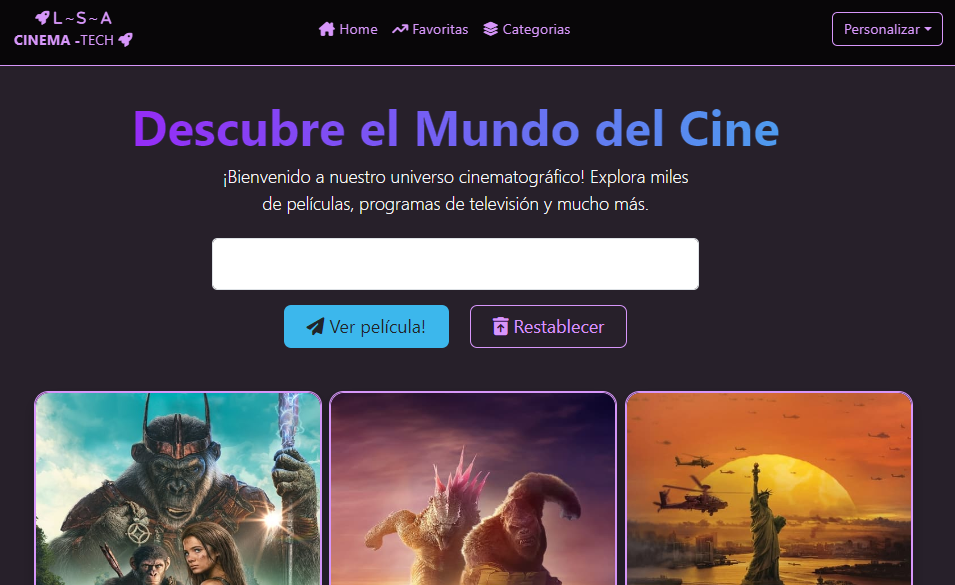 L~S~A
CINEMA -TECH
Home
Favoritas
Categorias
Personalizar
Descubre el Mundo del Cine
¡Bienvenido a nuestro universo cinematográfico! Explora miles
de películas, programas de televisión y mucho más.
Ver película!
Restablecer